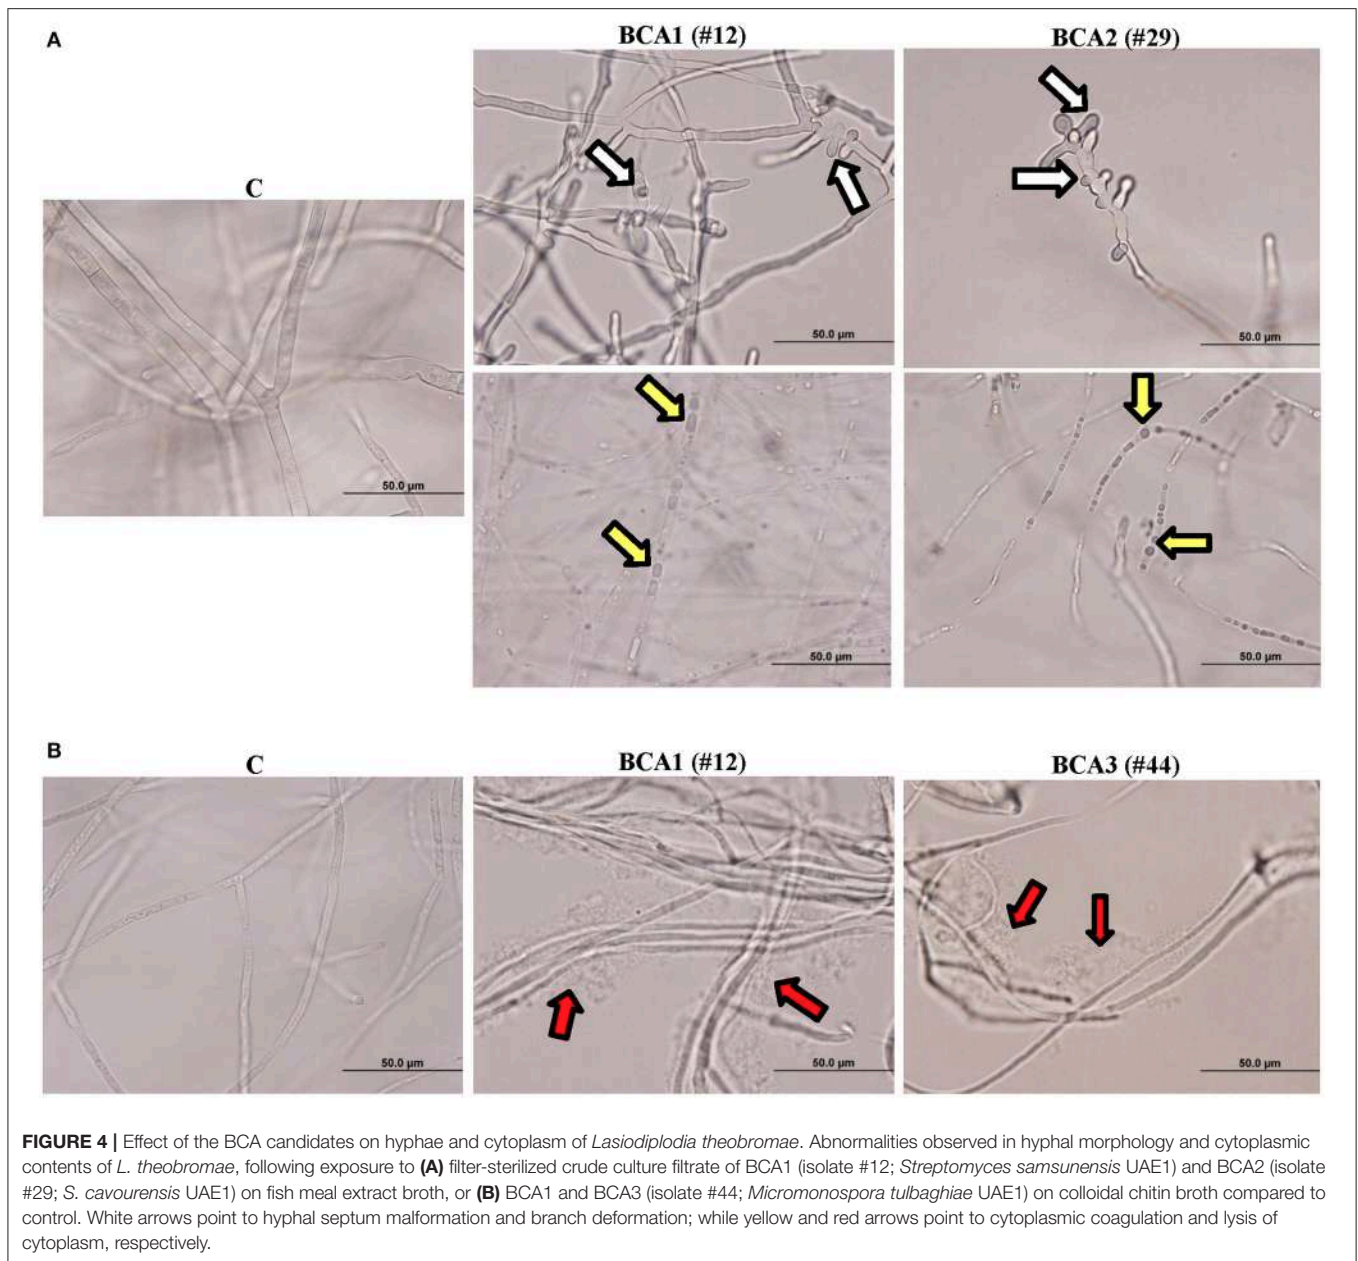 A
BCA1 (#12)
BCA2 (#29)
C
50.0 µm
50.0 µm
50.0 µm
50.0 µm
50.0 µm
B
C
BCA1 (#12)
BCA3 (#44)
50.0 µm
50.0 µm
50.0 µm
FIGURE 4 | Effect of the BCA candidates on hyphae and cytoplasm of Lasiodiplodia theobromae. Abnormalities observed in hyphal morphology and cytoplasmic
contents of L. theobromae, following exposure to (A) filter-sterilized crude culture filtrate of BCA1 (isolate #12; Streptomyces samsunensis UAE1) and BCA2 (isolate
#29; S. cavourensis UAE1) on fish meal extract broth, or (B) BCA1 and BCA3 (isolate #44; Micromonospora tulbaghiae UAE1) on colloidal chitin broth compared to
control. White arrows point to hyphal septum malformation and branch deformation; while yellow and red arrows point to cytoplasmic coagulation and lysis of
cytoplasm, respectively.